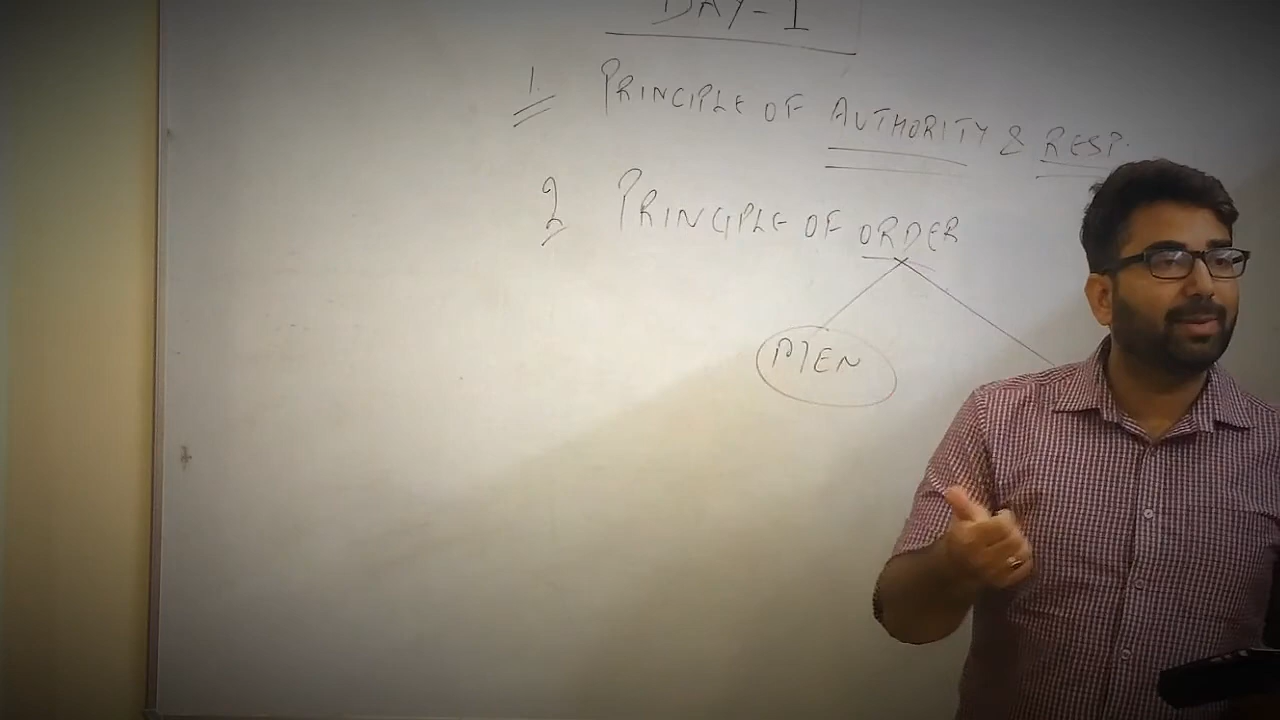 DAY-1
1. PRINCIPLE OF AUTHORITY & RESP.
2 PRINCIPLE OF ORDER
MEN